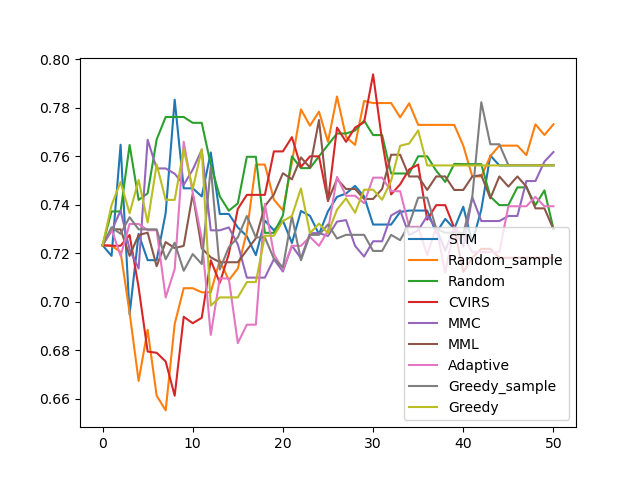 0.80
0.78
0.76
0.74
0.72
0.70
0.68
0.66
0
10
20
30
40
50
STM
Random_sample
Random
CVIRS
MMC
MML
Adaptive
Greedy_sample
Greedy